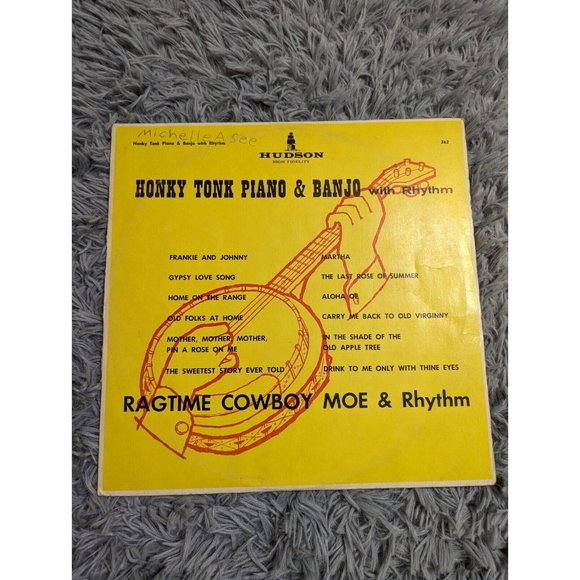 Michelle A. See
Honky Tonk Piano & Banjo with Rhythm
262
HUDSON
HIGH FIDELITY
HONKY TONK PIANO & BANJO with Rhythm
FRANKIE AND JOHNNY
GYPSY LOVE SONG
HOME ON THE RANGE
OLD FOLKS AT HOME
MOTHER, MOTHER, MOTHER,
PIN A ROSE ON ME
THE SWEETEST STORY EVER TOLD
MARTHA
THE LAST ROSE OF SUMMER
ALOHA OE
CARRY ME BACK TO OLD VIRGINNY
IN THE SHADE OF THE
OLD APPLE TREE
DRINK TO ME ONLY WITH THINE EYES
RAGTIME COWBOY MOE & Rhythm